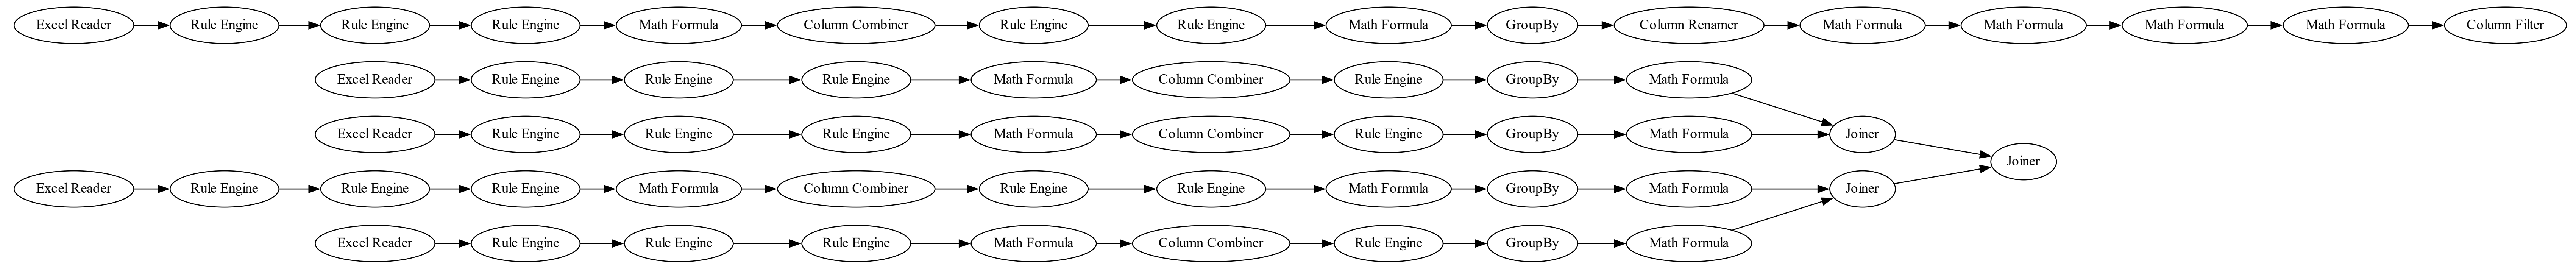 Excel Reader Rule Engine Rule Engine Rule Engine Math Formula Column Combiner Rule Engine Rule Engine Math Formula GroupBy Column Renamer Math Formula Math Formula Math Formula Math Formula Column Filter
Excel Reader Rule Engine Rule Engine Rule Engine Math Formula Column Combiner Rule Engine GroupBy Math Formula
Excel Reader Rule Engine Rule Engine Rule Engine Math Formula Column Combiner Rule Engine GroupBy Math Formula Joiner
Joiner
Excel Reader Rule Engine Rule Engine Rule Engine Math Formula Column Combiner Rule Engine Rule Engine Math Formula GroupBy Math Formula Joiner
Excel Reader Rule Engine Rule Engine Rule Engine Math Formula Column Combiner Rule Engine GroupBy Math Formula